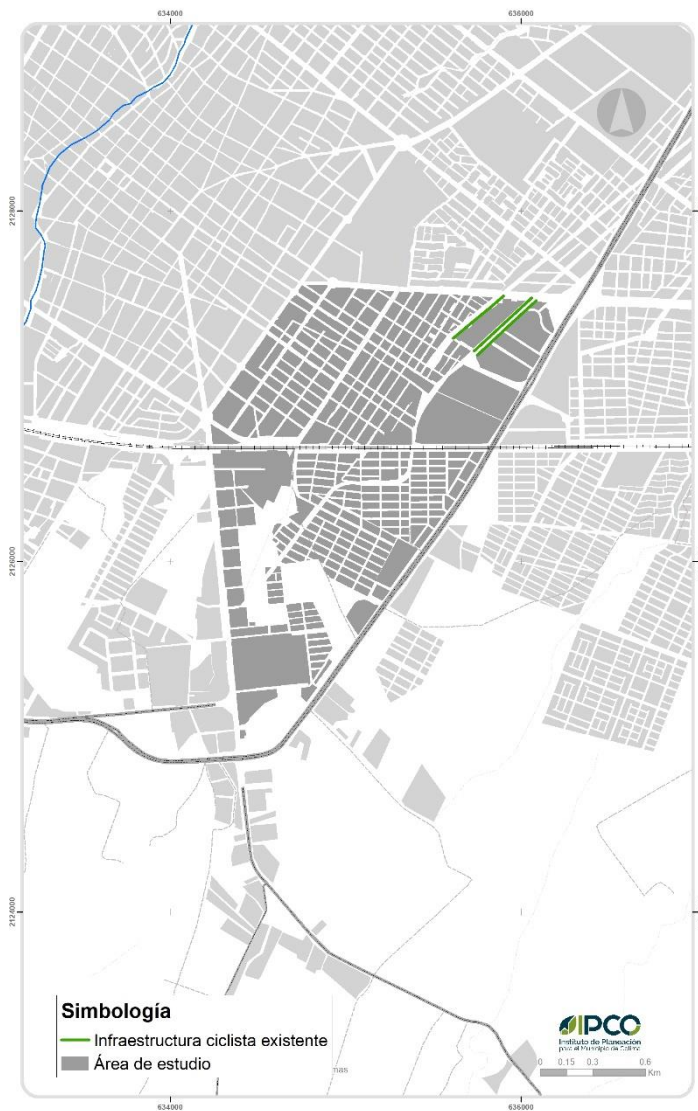 634000
636000
2128000
2126000
2124000
Simbología
Infraestructura ciclista existente
Área de estudio
IPCO
Instituto de Planeación
para el Municipio de Colima
0 0.15 0.3 0.6
Km
634000
636000